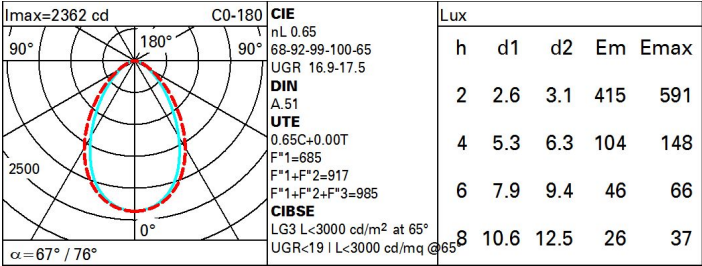 Imax=2362 cd C0-180
90° 180° 90°
2500
0°
α=67° / 76°
CIE
nL 0.65
68-92-99-100-65
UGR 16.9-17.5
DIN
A.51
UTE
0.65C+0.00T
F"1=685
F"1+F"2=917
F"1+F"2+F"3=985
CIBSE
LG3 L<3000 cd/m² at 65°
UGR<19 | L<3000 cd/mq @65°
Lux
h d1 d2 Em Emax
2 2.6 3.1 415 591
4 5.3 6.3 104 148
6 7.9 9.4 46 66
8 10.6 12.5 26 37